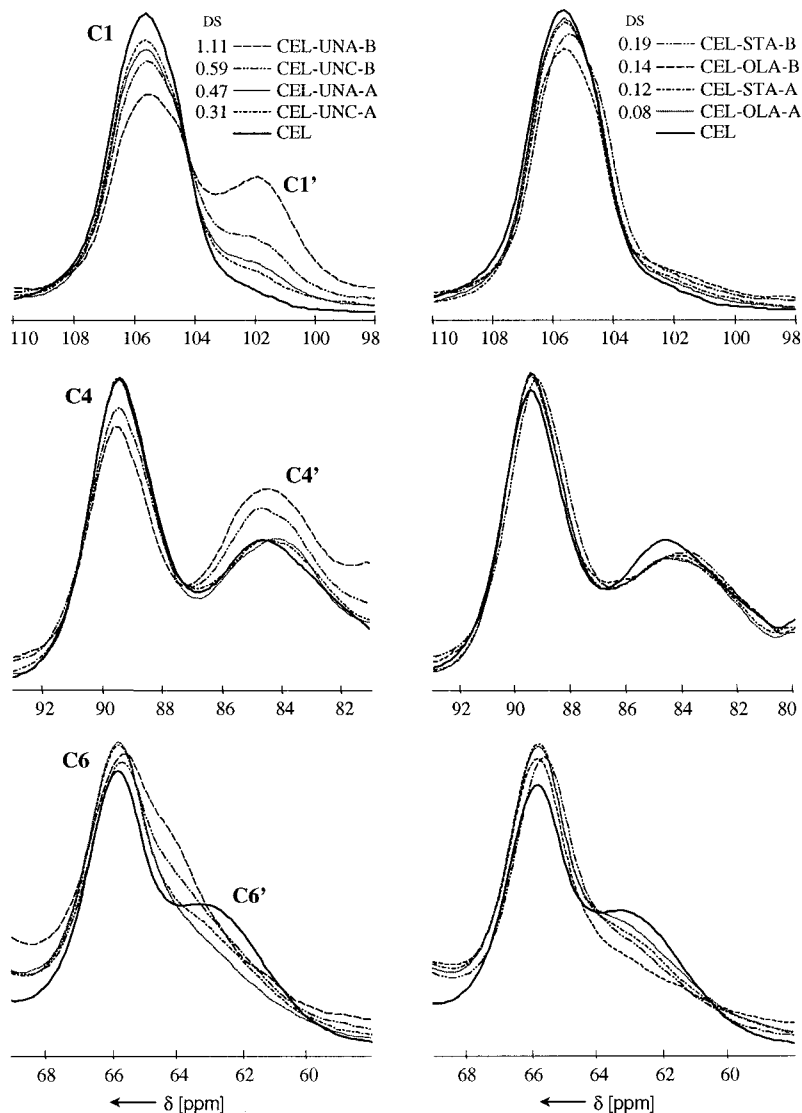 C1
DS
1.11 CEL-UNA-B
0.59 CEL-UNC-B
0.47 CEL-UNA-A
0.31 CEL-UNC-A
CEL
C1’
110 108 106 104 102 100 98
DS
0.19 CEL-STA-B
0.14 CEL-OLA-B
0.12 CEL-STA-A
0.08 CEL-OLA-A
CEL
110 108 106 104 102 100 98
C4
C4’
92 90 88 86 84 82
92 90 88 86 84 82 80
C6
C6’
68 66 64 62 60
δ [ppm]
68 66 64 62 60
δ [ppm]